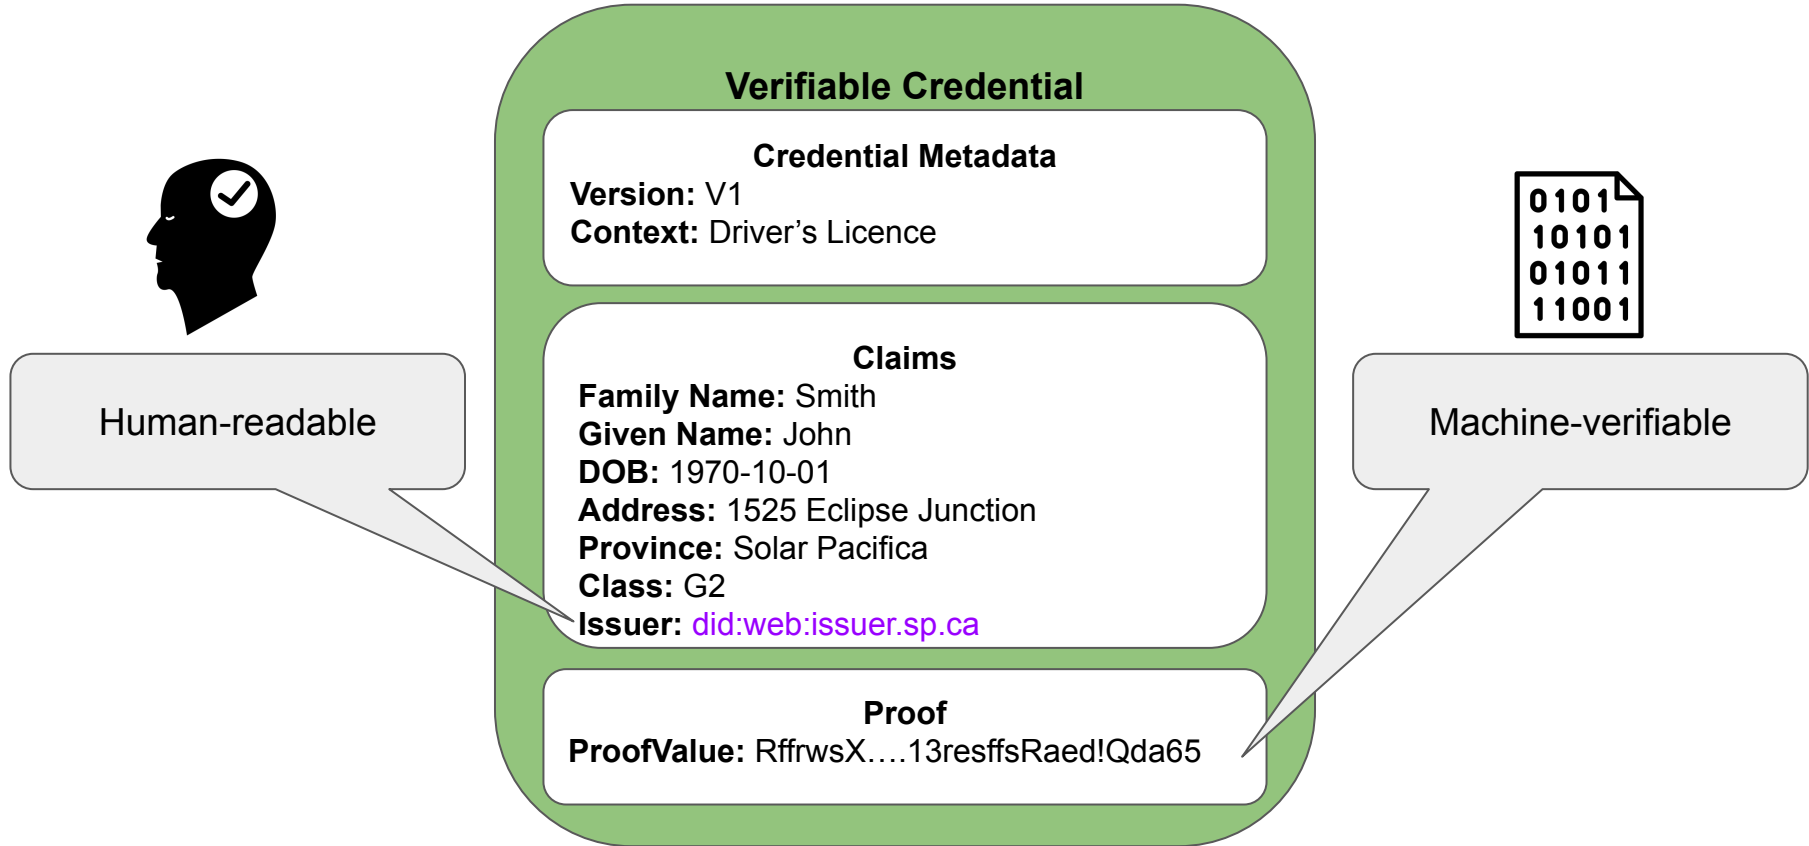 Verifiable Credential
Credential Metadata
Version: V1
Context: Driver’s Licence
0101
10101
01011
11001
Human-readable
Claims
Family Name: Smith
Given Name: John
DOB: 1970-10-01
Address: 1525 Eclipse Junction
Province: Solar Pacifica
Class: G2
Issuer: did:web:issuer.sp.ca
Machine-verifiable
Proof
ProofValue: RffrwsX….13resffsRaed!Qda65